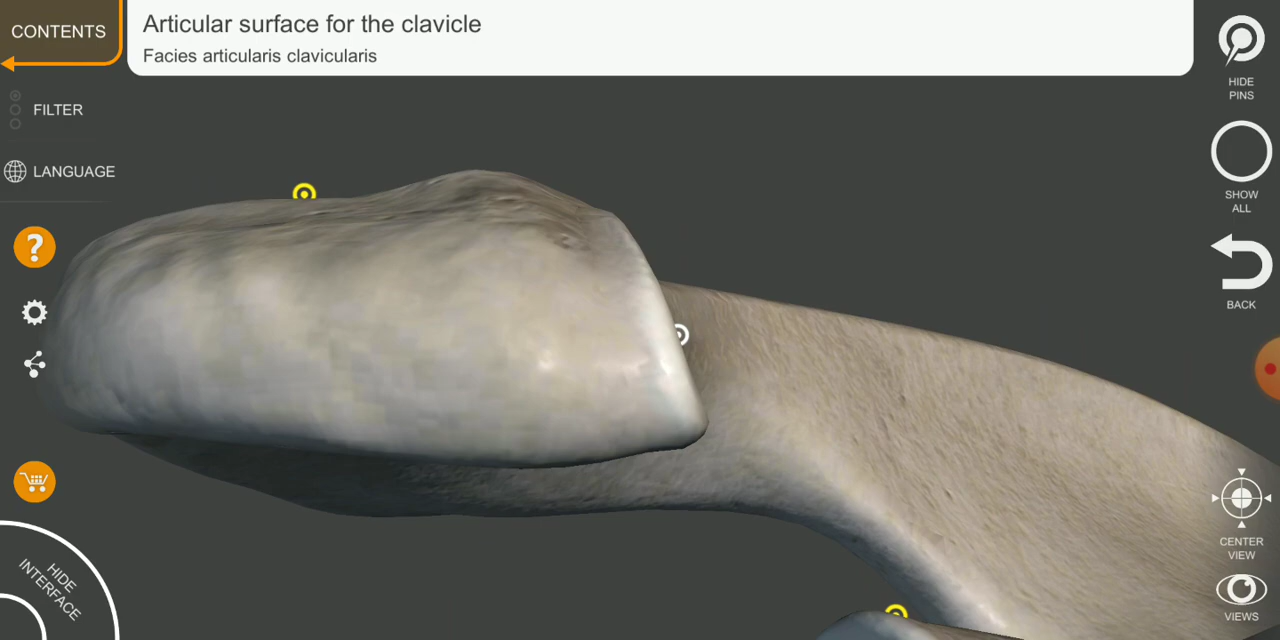 CONTENTS
Articular surface for the clavicle
Facies articularis clavicularis
FILTER
LANGUAGE
?
HIDE
INTERFACE
HIDE
PINS
SHOW
ALL
BACK
CENTER
VIEW
VIEWS